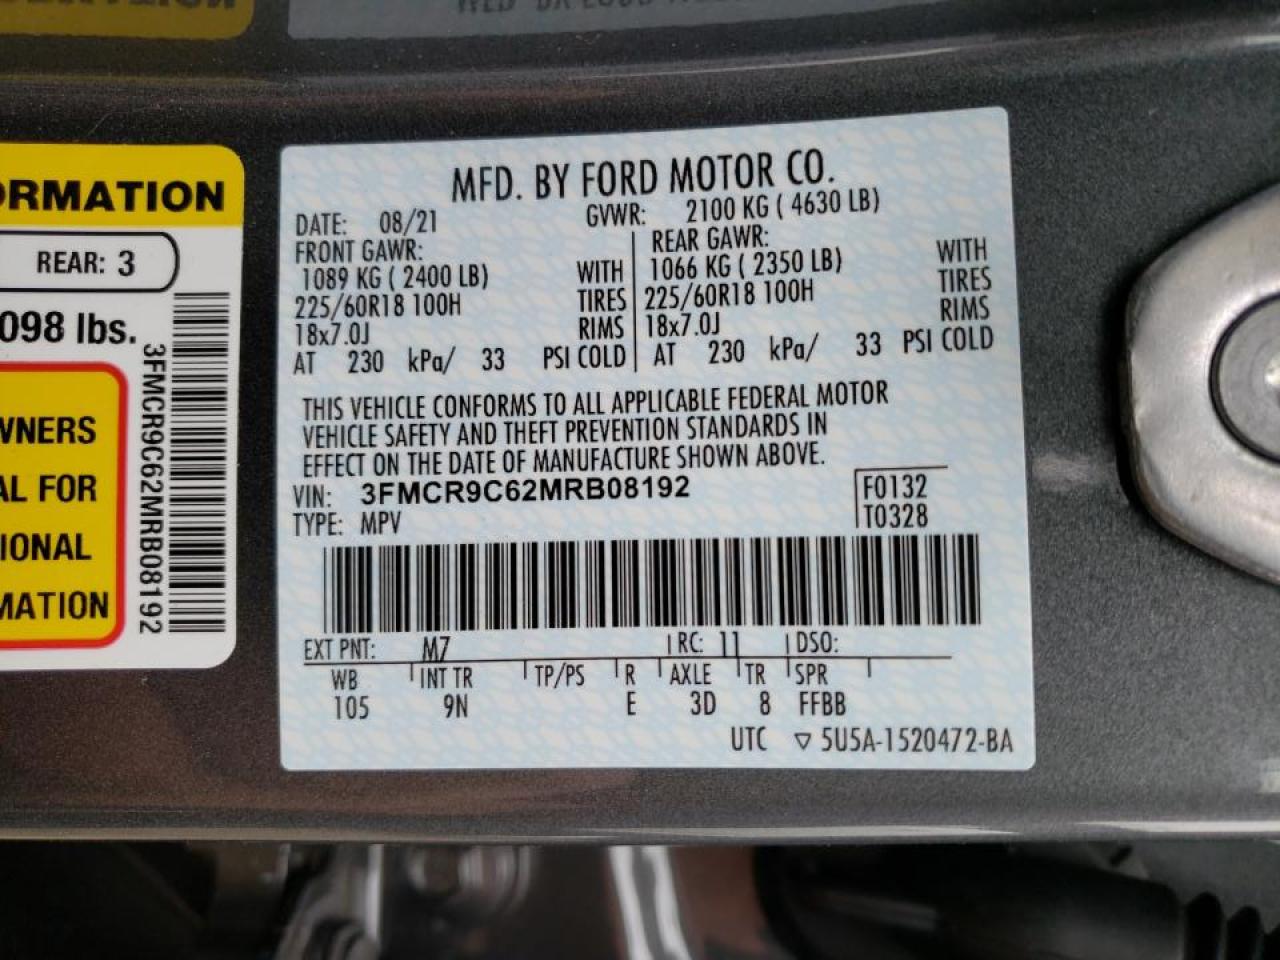 ORMATION
REAR: 3
098 lbs.
WNERS
AL FOR
IONAL
MATION
3FMCR9C62MRB08192
MFD. BY FORD MOTOR CO.
DATE: 08/21 GVWR: 2100 KG ( 4630 LB)
FRONT GAWR: REAR GAWR:
1089 KG ( 2400 LB) WITH 1066 KG ( 2350 LB) WITH
225/60R18 100H TIRES 225/60R18 100H TIRES
18x7.0J RIMS 18x7.0J RIMS
AT 230 kPa/ 33 PSI COLD AT 230 kPa/ 33 PSI COLD
THIS VEHICLE CONFORMS TO ALL APPLICABLE FEDERAL MOTOR
VEHICLE SAFETY AND THEFT PREVENTION STANDARDS IN
EFFECT ON THE DATE OF MANUFACTURE SHOWN ABOVE.
VIN: 3FMCR9C62MRB08192 F0132
TYPE: MPV T0328
EXT PNT: M7 RC: 11 DSO:
WB INT TR TP/PS R AXLE TR SPR
105 9N E 3D 8 FFBB
UTC ▽ 5U5A-1520472-BA